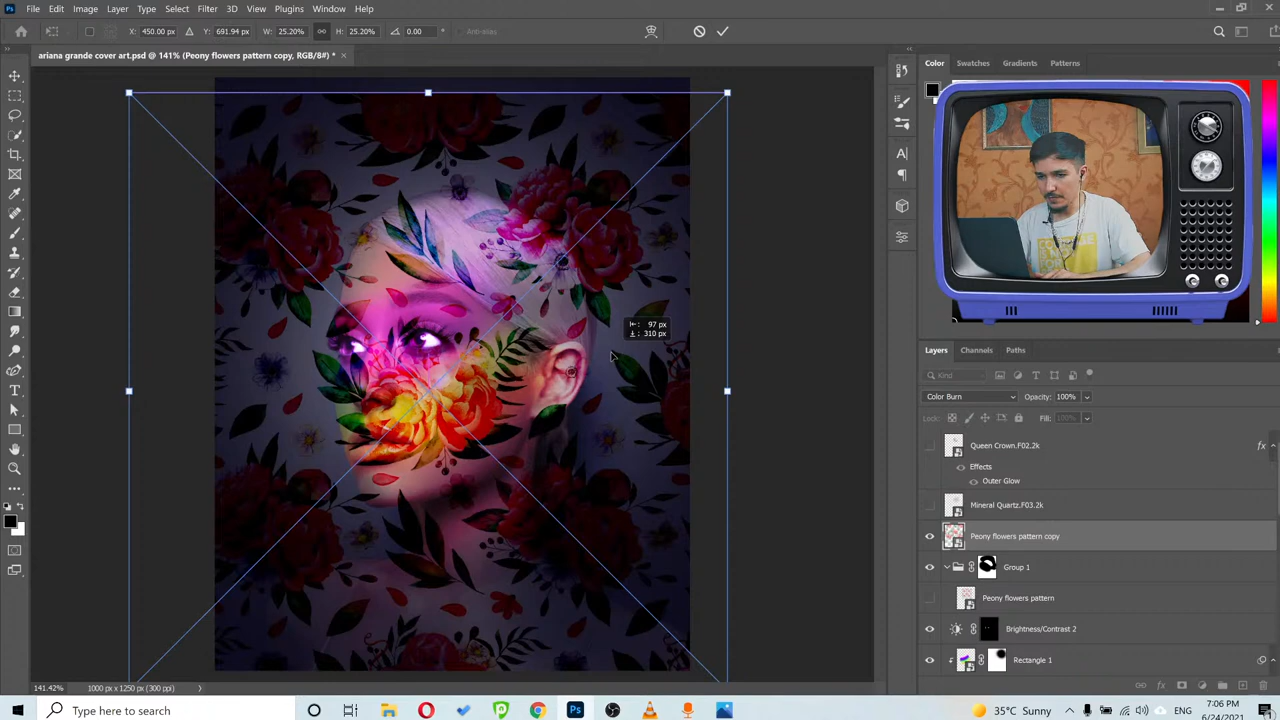 Ps File Edit Image Layer Type Select Filter 3D View Plugins Window Help
X: 450.00 px Y: 691.94 px W: 25.20% H: 25.20% 0.00 ° Anti-alias
ariana grande cover art.psd @ 141% (Peony flowers pattern copy, RGB/8#) * ×
Color Swatches Gradients Patterns
97 px
310 px
Layers Channels Paths
Kind
Color Burn Opacity: 100%
Lock: Fill: 100%
Queen Crown.F02.2k fx
Effects
Outer Glow
Mineral Quartz.F03.2k
Peony flowers pattern copy
Group 1
Peony flowers pattern
Brightness/Contrast 2
Rectangle 1
141.42% 1000 px x 1250 px (300 ppi)
Type here to search
Ps
35°C Sunny
ENG
7:06 PM
6/24/202